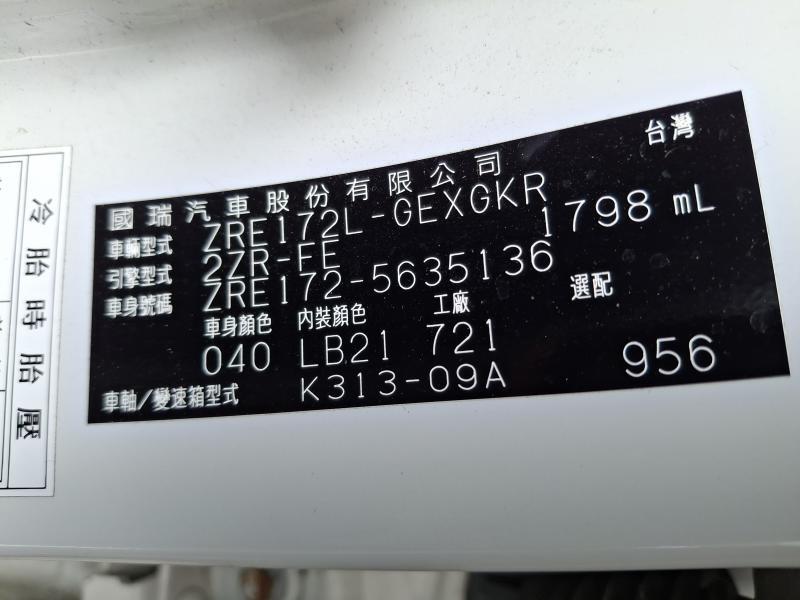 台灣
國瑞汽車股份有限公司
車輛型式 ZRE172L-GEXGKR
引擎型式 2ZR-FE 1798 mL
車身號碼 ZRE172-5635136
車身顏色 內裝顏色 工廠 選配
040 LB21 721 956
車軸/變速箱型式 K313-09A
冷胎時胎壓